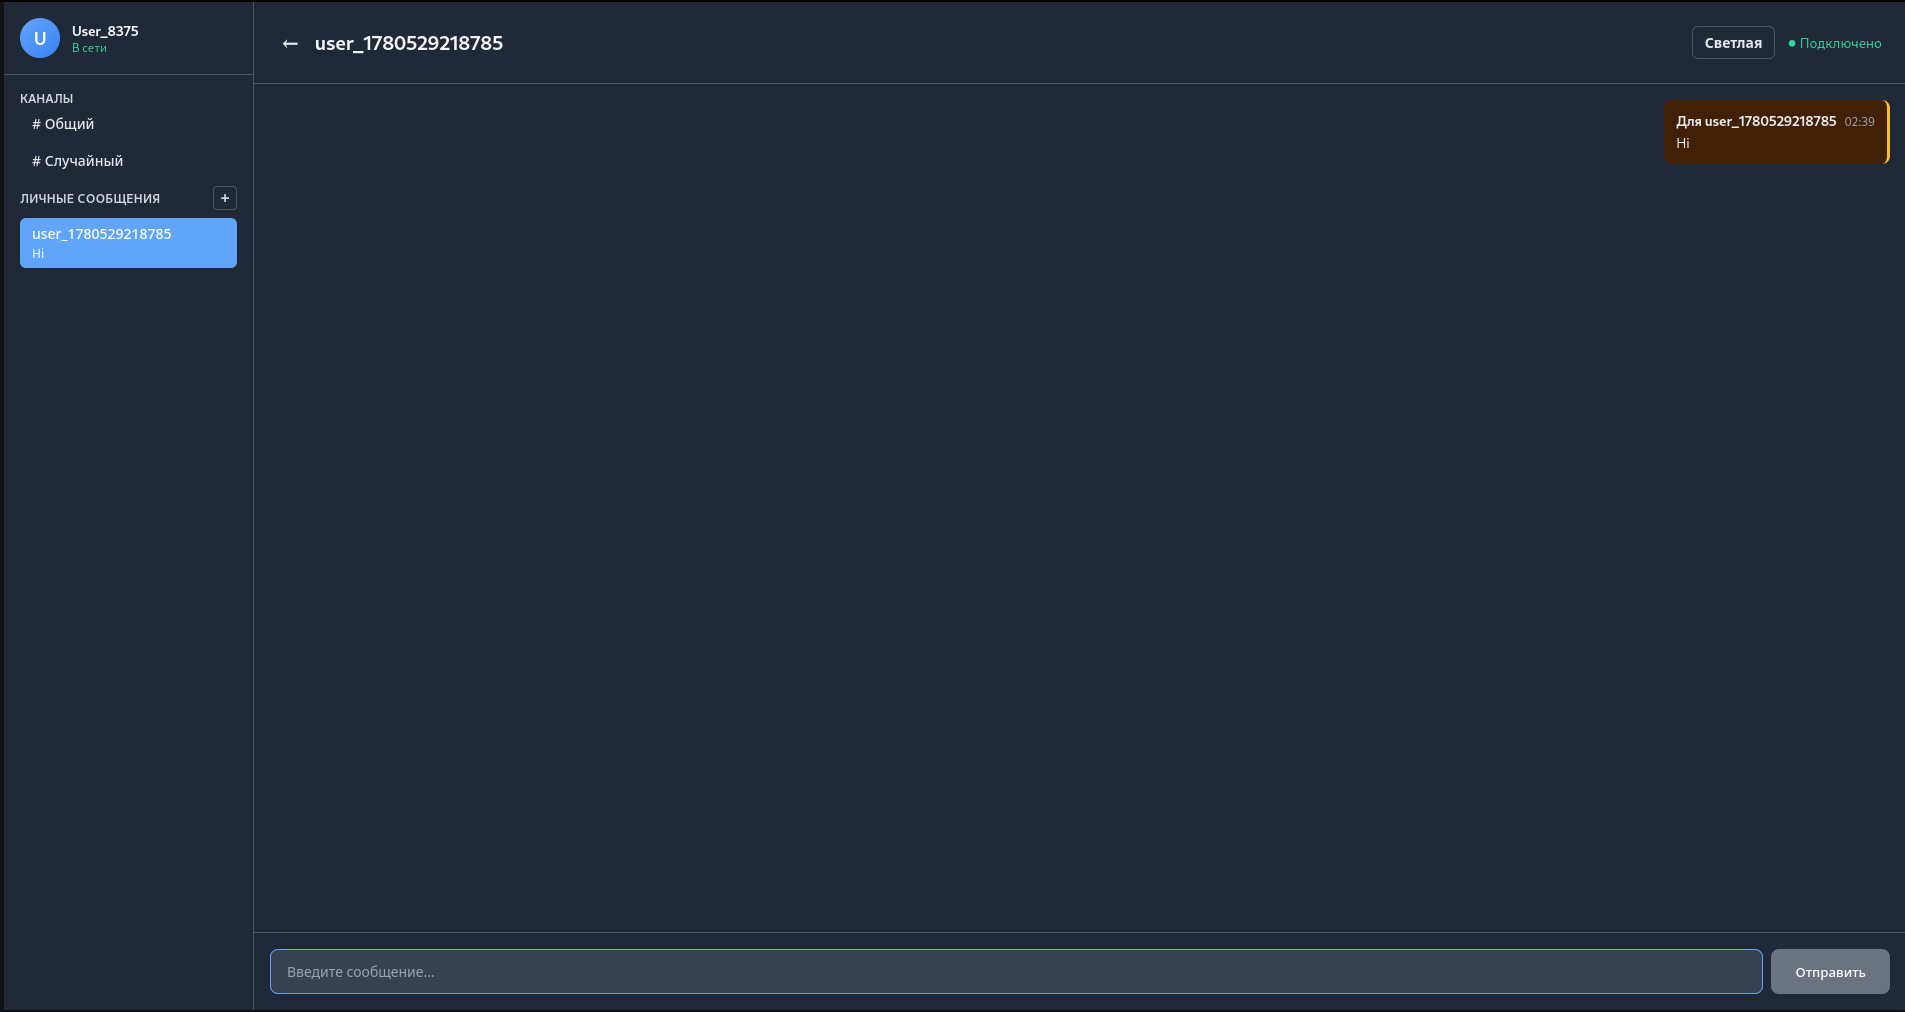 U
User_8375
В сети
КАНАЛЫ
# Общий
# Случайный
ЛИЧНЫЕ СООБЩЕНИЯ +
user_1780529218785
Hi
← user_1780529218785
Светлая
Подключено
Для user_1780529218785 02:39
Hi
Введите сообщение...
Отправить